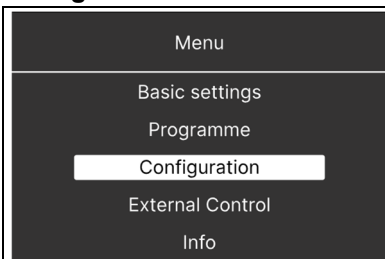 Menu
Basic settings
Programme
Configuration
External Control
Info